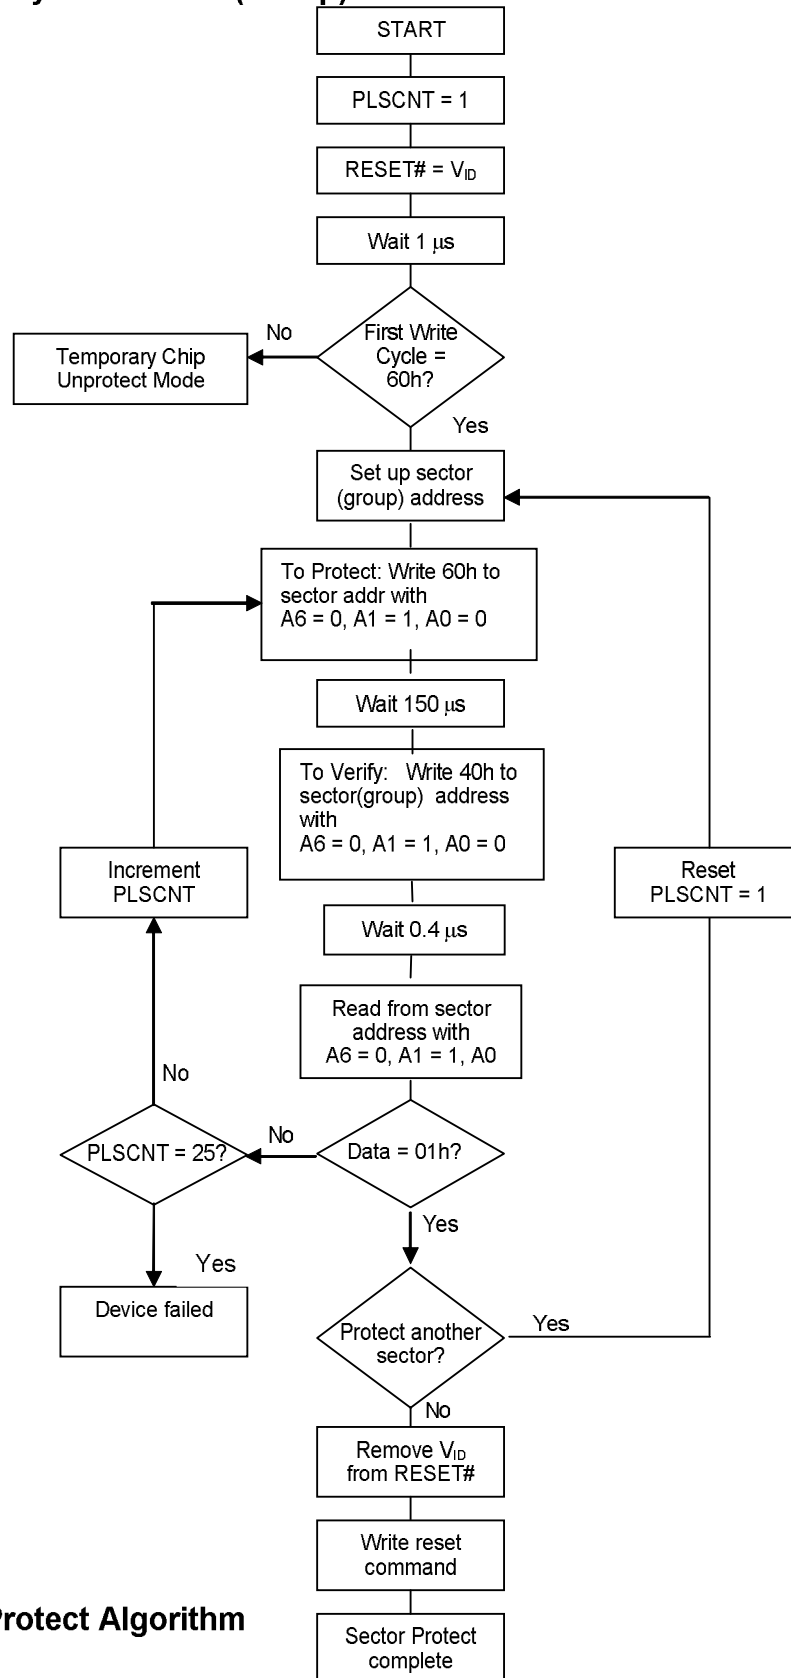 START
PLSCNT = 1
RESET# = VID
Wait 1 μs
First Write
Cycle =
60h?
No
Temporary Chip
Unprotect Mode
Yes
Set up sector
(group) address
To Protect: Write 60h to
sector addr with
A6 = 0, A1 = 1, A0 = 0
Wait 150 μs
To Verify: Write 40h to
sector(group) address
with
A6 = 0, A1 = 1, A0 = 0
Increment
PLSCNT
Reset
PLSCNT = 1
Wait 0.4 μs
Read from sector
address with
A6 = 0, A1 = 1, A0
No
PLSCNT = 25?
No
Data = 01h?
Yes
Yes
Device failed
Protect another
sector?
Yes
No
Remove VID
from RESET#
Write reset
command
Protect Algorithm
Sector Protect
complete